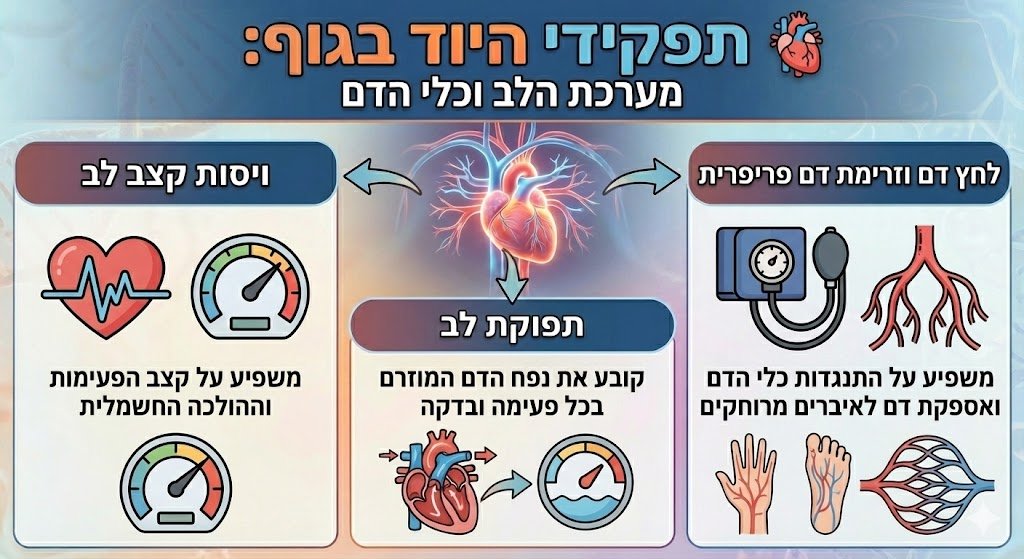 תפקידי היוד בגוף:
מערכת הלב וכלי הדם
לחץ דם וזרימת דם פריפרית
משפיע על התנגדות כלי הדם
ואספקת דם לאיברים מרוחקים
תפוקת לב
קובע את נפח הדם המוזרם
בכל פעימה ובדקה
ויסות קצב לב
משפיע על קצב הפעימות
וההולכה החשמלית